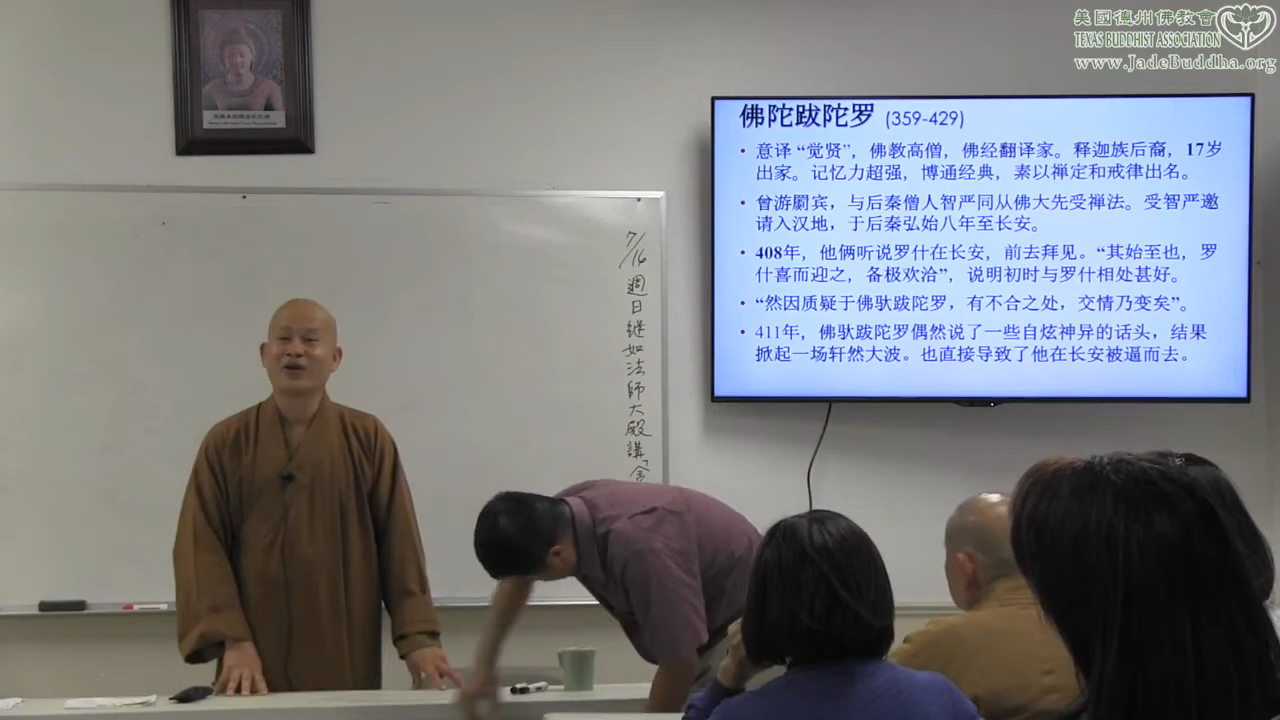 美國德州佛教會
TEXAS BUDDHIST ASSOCIATION
www.JadeBuddha.org
佛陀跋陀罗 (359-429)
• 意译 “觉贤”，佛教高僧，佛经翻译家。释迦族后裔，17岁
出家。记忆力超强，博通经典，素以禅定和戒律出名。
• 曾游罽宾，与后秦僧人智严同从佛大先受禅法。受智严邀
请入汉地，于后秦弘始八年至长安。
• 408年，他俩听说罗什在长安，前去拜见。“其始至也，罗
什喜而迎之，备极欢洽”，说明初时与罗什相处甚好。
• “然因质疑于佛驮跋陀罗，有不合之处，交情乃变矣”。
• 411年，佛驮跋陀罗偶然说了一些自炫神异的话头，结果
掀起一场轩然大波。也直接导致了他在长安被逼而去。
7/16週日继如法師大殿講「金